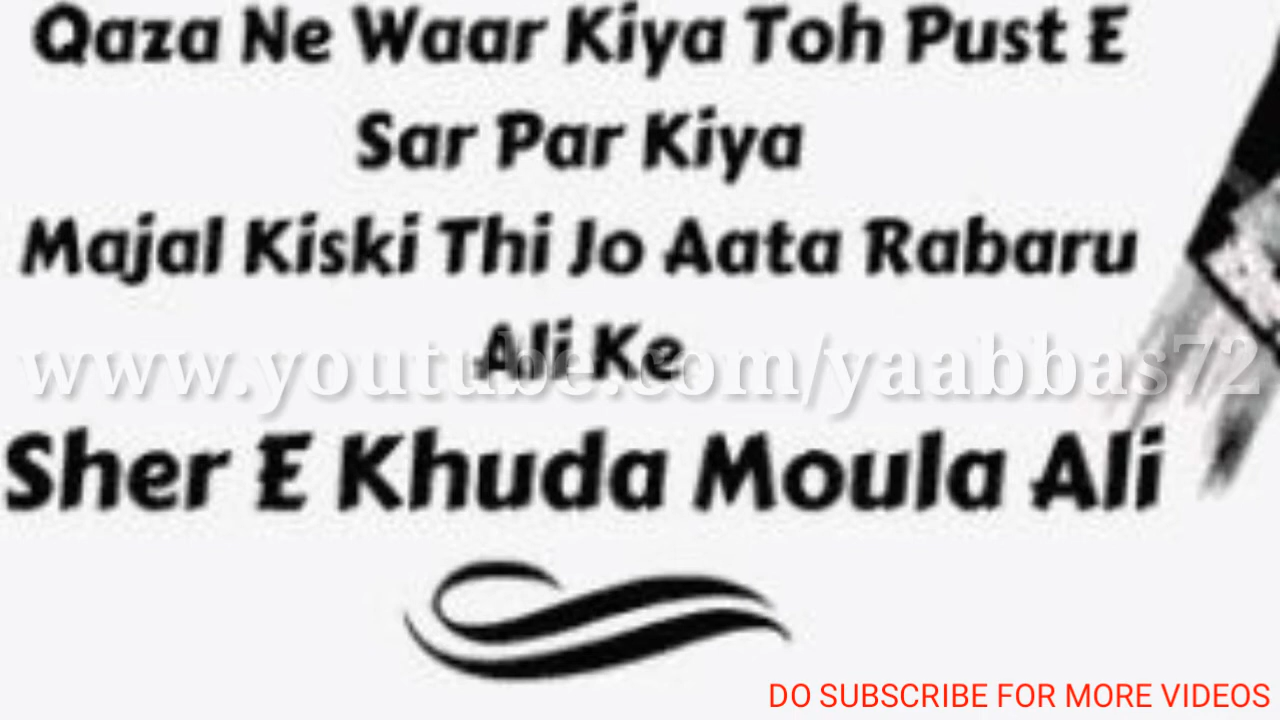 Qaza Ne Waar Kiya Toh Pust E
Sar Par Kiya
Majal Kiski Thi Jo Aata Rabaru
Ali Ke
www.youtube.com/yaabbas72
Sher E Khuda Moula Ali
DO SUBSCRIBE FOR MORE VIDEOS